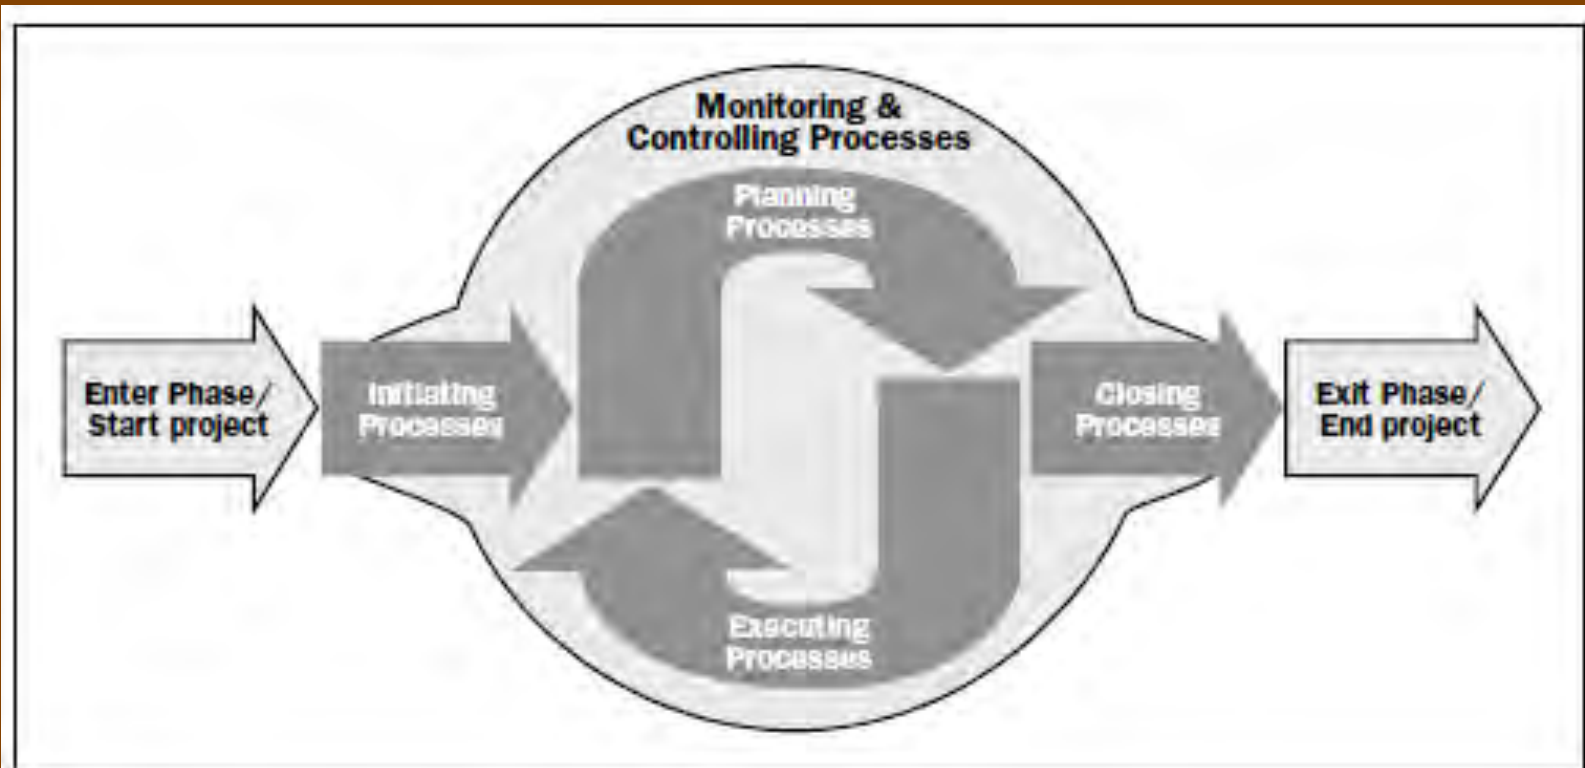 Monitoring &
Controlling Processes
Planning
Processes
Enter Phase/
Start project
Initiating
Processes
Closing
Processes
Exit Phase/
End project
Executing
Processes